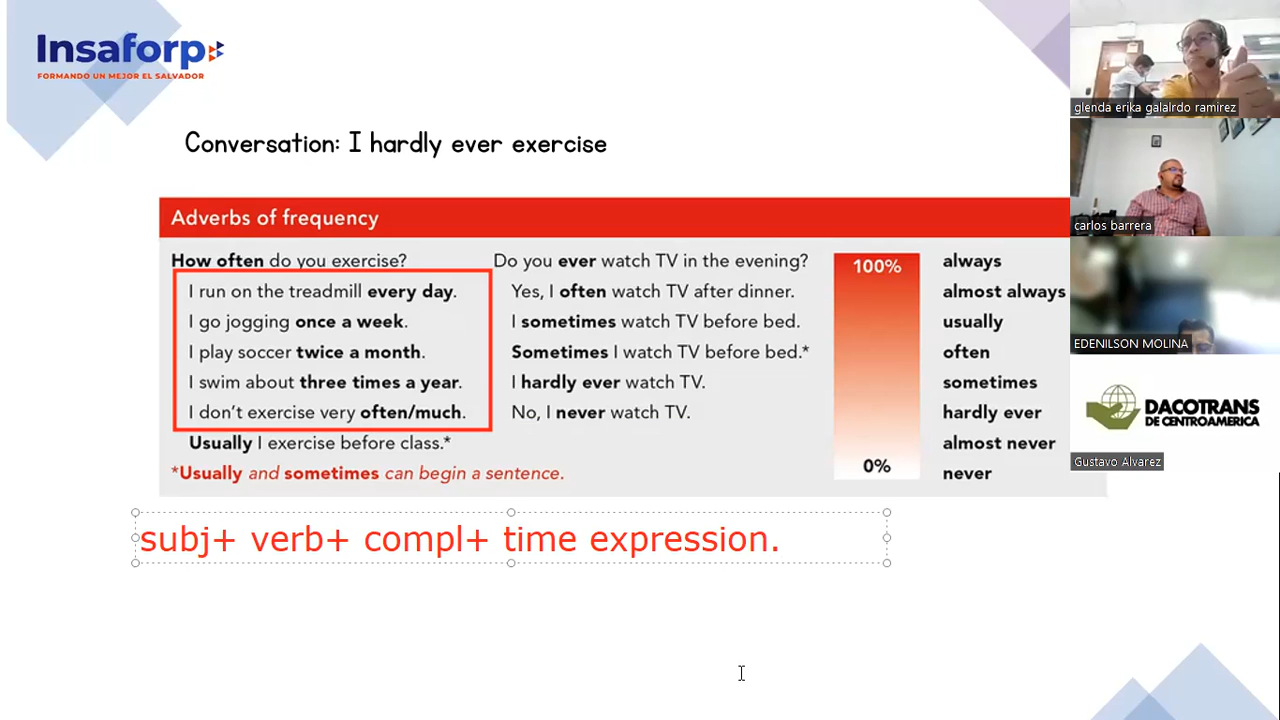 Insaforp
FORMANDO UN MEJOR EL SALVADOR
Conversation: I hardly ever exercise
Adverbs of frequency
How often do you exercise?
I run on the treadmill every day.
I go jogging once a week.
I play soccer twice a month.
I swim about three times a year.
I don't exercise very often/much.
Usually I exercise before class.*
*Usually and sometimes can begin a sentence.
Do you ever watch TV in the evening?
Yes, I often watch TV after dinner.
I sometimes watch TV before bed.
Sometimes I watch TV before bed.*
I hardly ever watch TV.
No, I never watch TV.
100%
0%
always
almost always
usually
often
sometimes
hardly ever
almost never
never
subj+ verb+ compl+ time expression.
glenda erika galalrdo ramirez
carlos barrera
EDENILSON MOLINA
DACOTRANS
DE CENTROAMERICA
Gustavo Alvarez